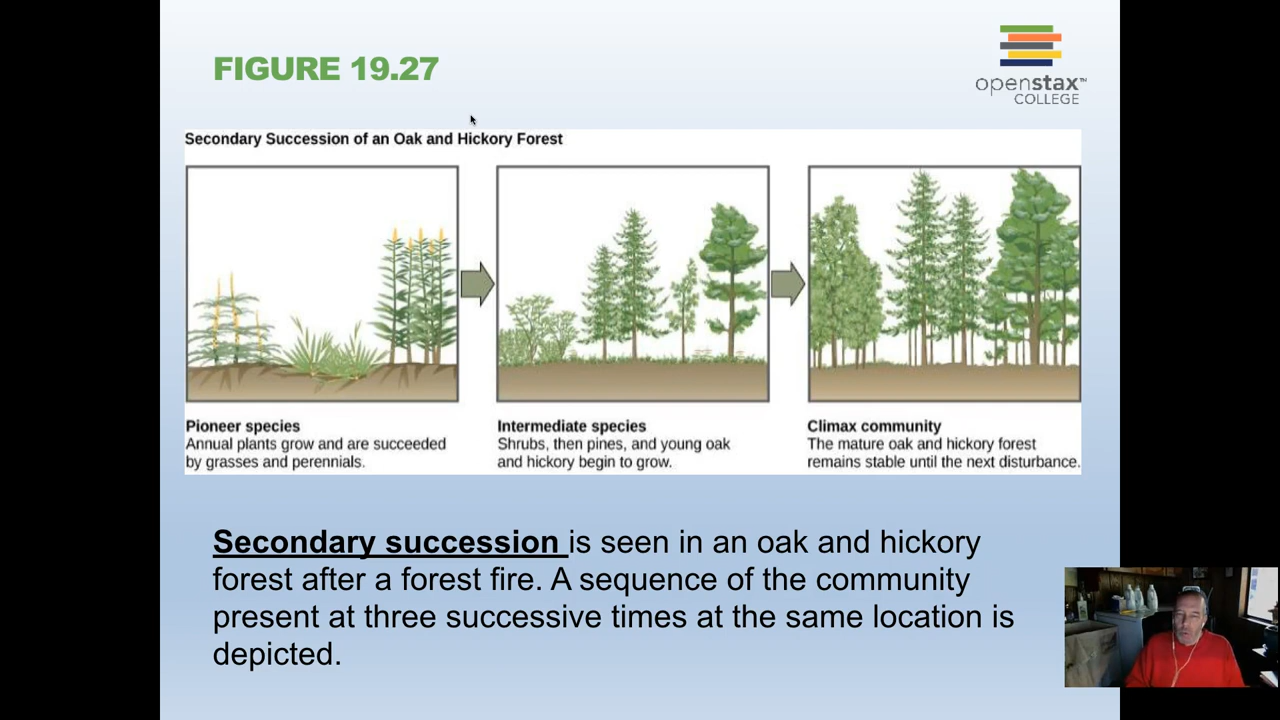 FIGURE 19.27
openstax™
COLLEGE
Secondary Succession of an Oak and Hickory Forest
Pioneer species
Annual plants grow and are succeeded
by grasses and perennials.
Intermediate species
Shrubs, then pines, and young oak
and hickory begin to grow.
Climax community
The mature oak and hickory forest
remains stable until the next disturbance.
Secondary succession is seen in an oak and hickory
forest after a forest fire. A sequence of the community
present at three successive times at the same location is
depicted.